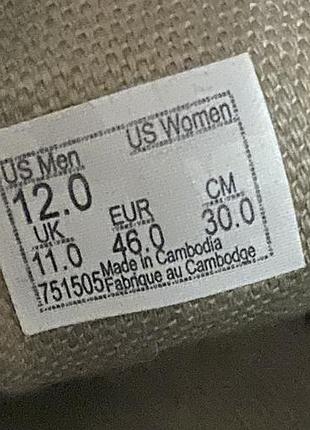 US Men US Women
12.0
UK EUR CM
11.0 46.0 30.0
751505 Made in Cambodia
Fabrique au Cambodge